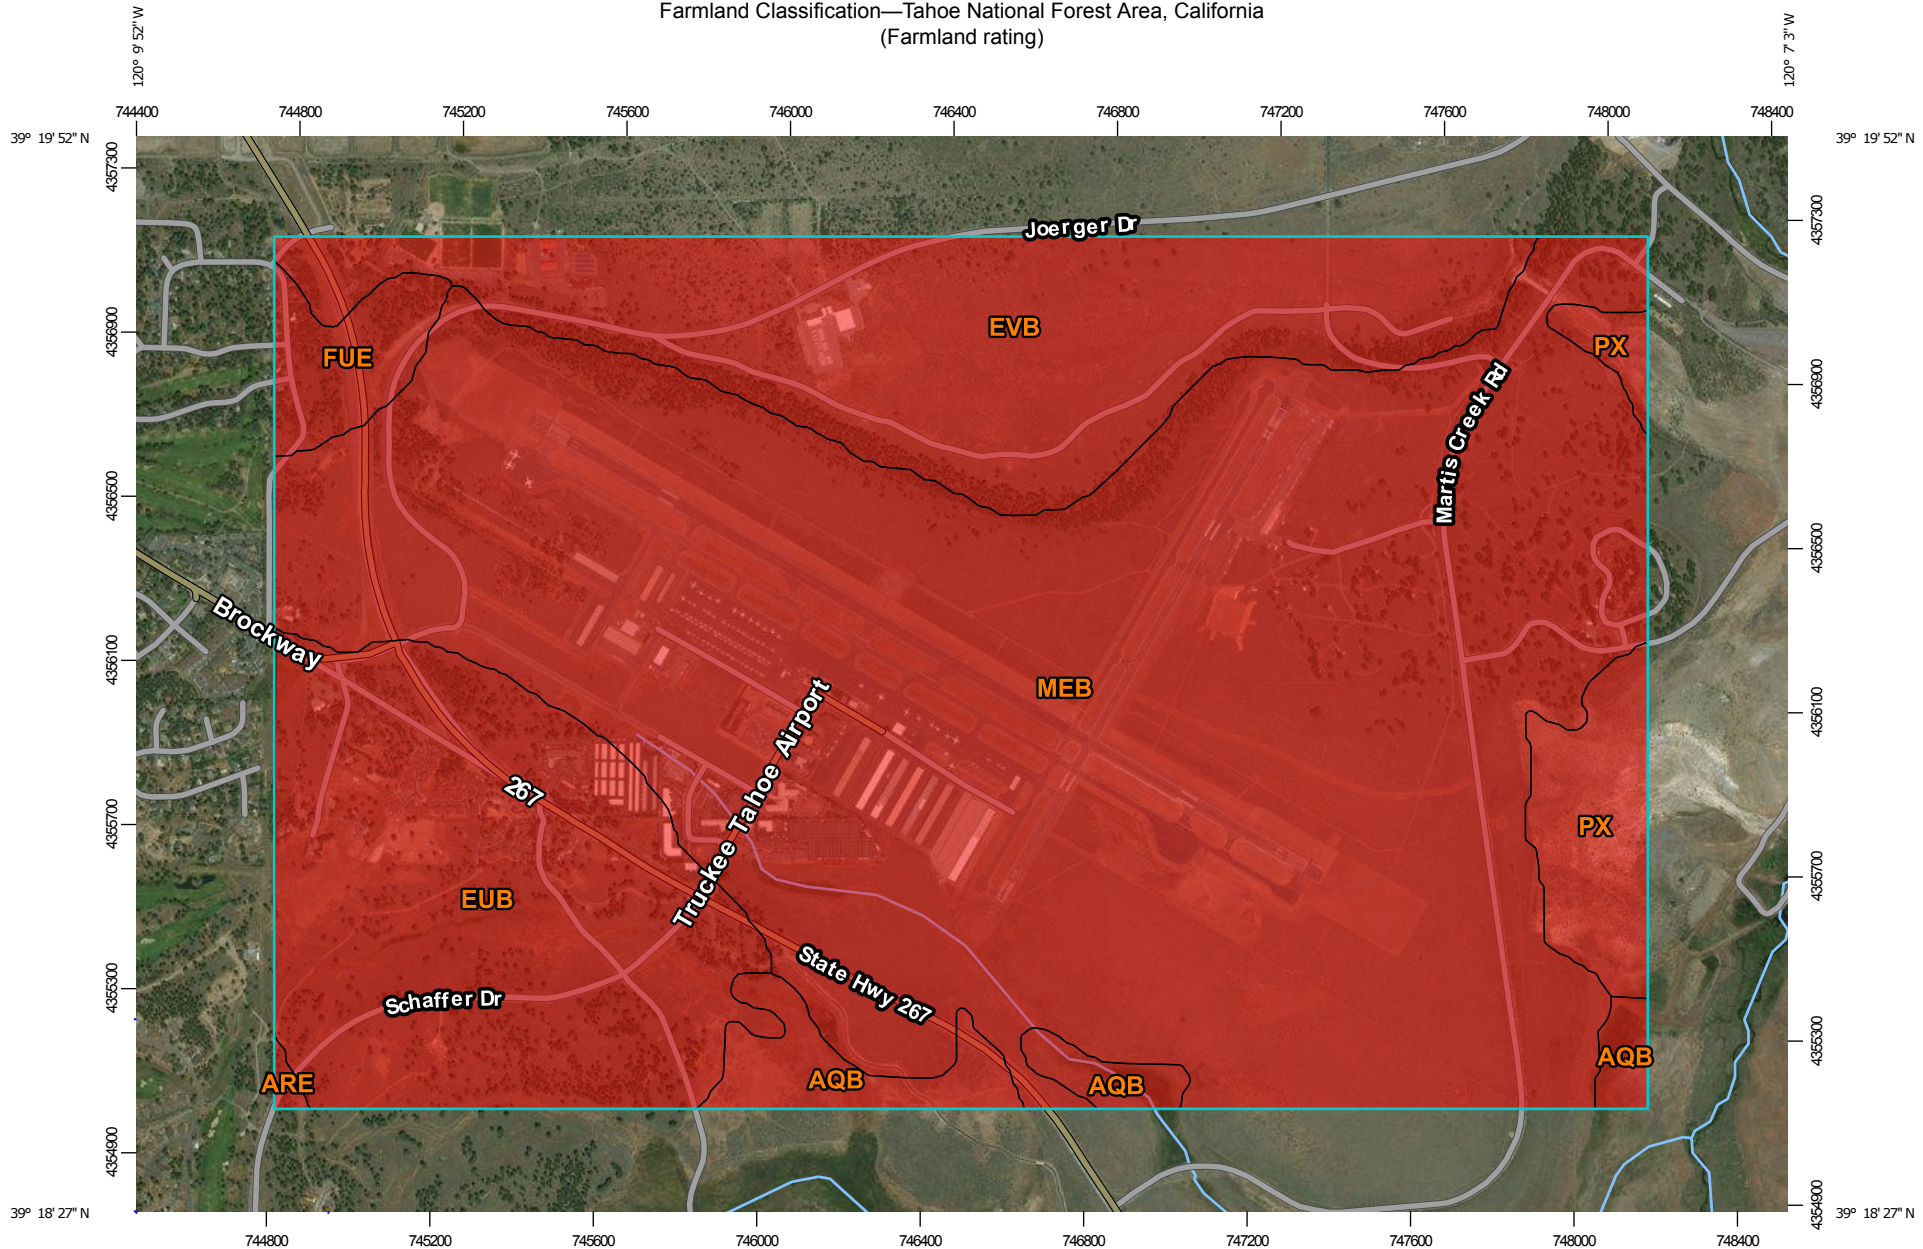 Farmland Classification—Tahoe National Forest Area, California
(Farmland rating)
120° 9' 52" W
120° 7' 3" W
744400 744800 745200 745600 746000 746400 746800 747200 747600 748000 748400
39° 19' 52" N
39° 19' 52" N
4357300
4357300
Joerger Dr
EVB
4356900
FUE
PX
4356900
Martis Creek Rd
4356500
4356500
Brockway
4356100
MEB
4356100
Truckee Tahoe Airport
267
4355700
PX
4355700
EUB
State Hwy 267
4355300
Schaffer Dr
4355300
ARE
AQB
AQB
AQB
4354900
4354900
39° 18' 27" N
39° 18' 27" N
744800 745200 745600 746000 746400 746800 747200 747600 748000 748400